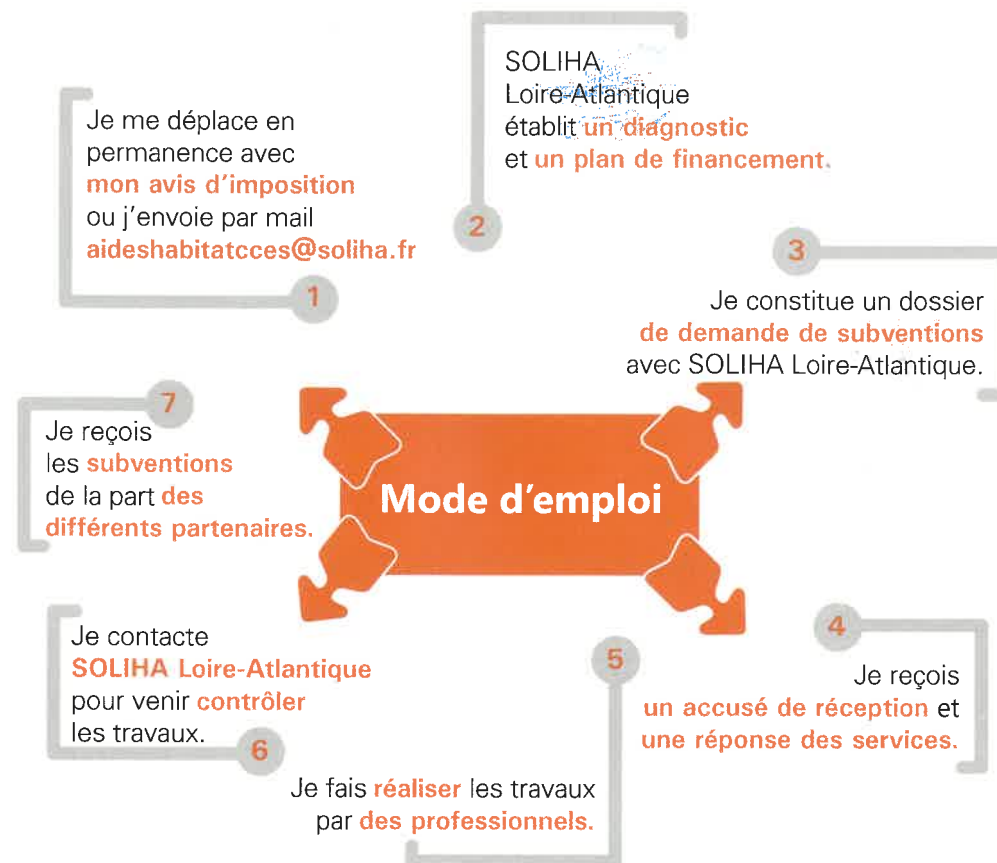 Je me déplace en
permanence avec
mon avis d'imposition
ou j'envoie par mail
aideshabitatcces@soliha.fr
1
SOLIHA
Loire-Atlantique
établit un diagnostic
et un plan de financement.
2
3
Je constitue un dossier
de demande de subventions
avec SOLIHA Loire-Atlantique.
4
Je reçois
un accusé de réception et
une réponse des services.
5
Je fais réaliser les travaux
par des professionnels.
Je contacte
SOLIHA Loire-Atlantique
pour venir contrôler
les travaux.
6
7
Je reçois
les subventions
de la part des
différents partenaires.
Mode d'emploi